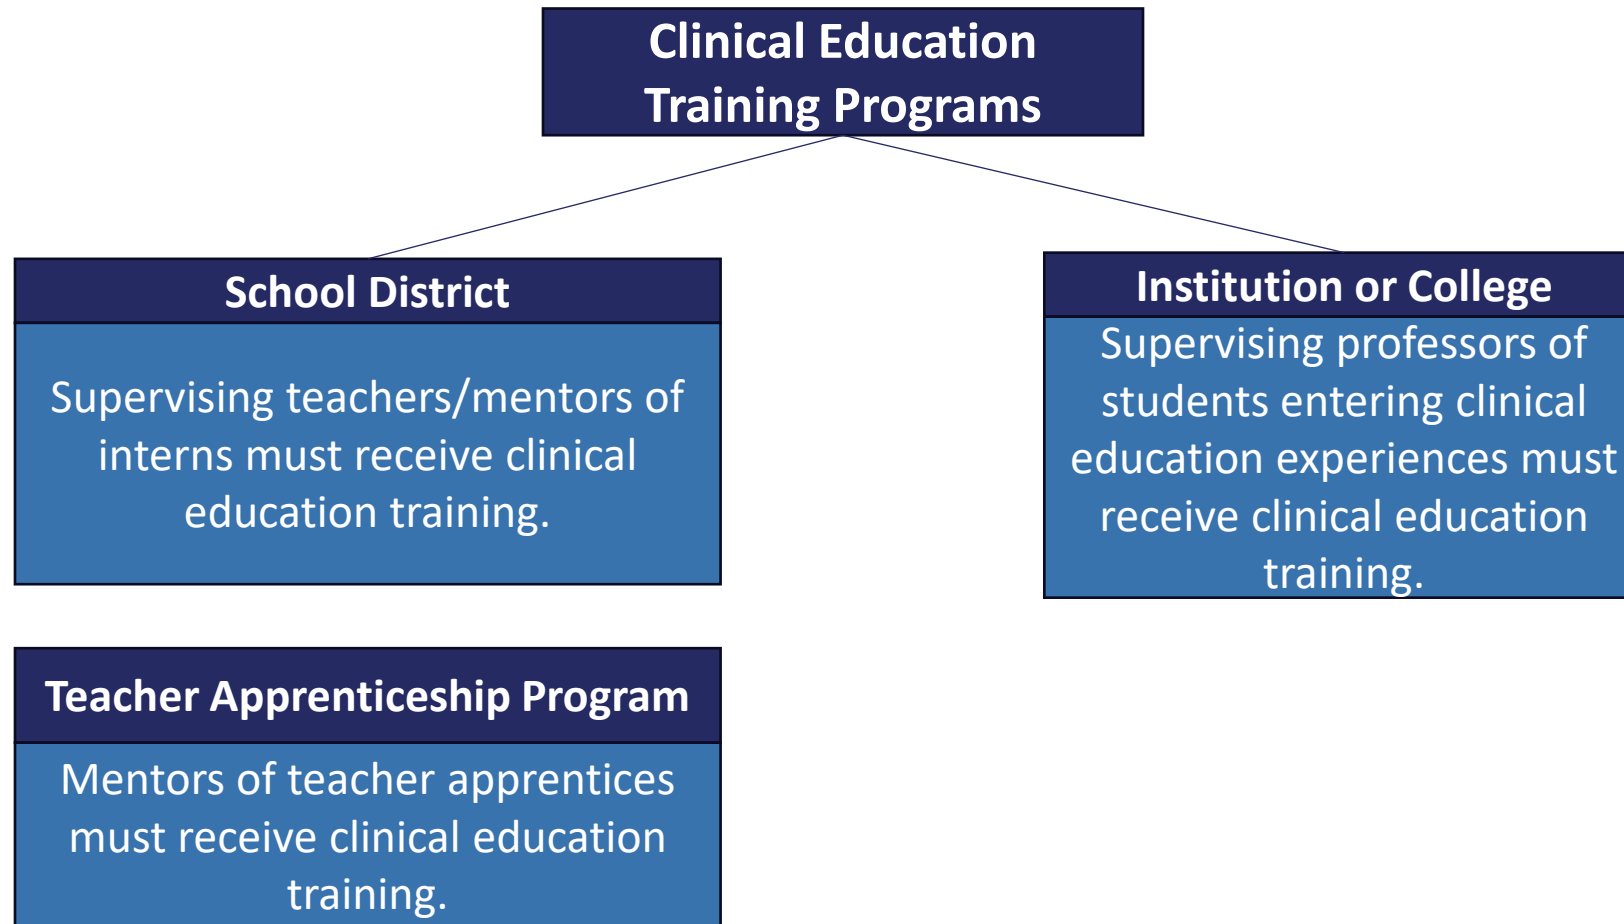 Clinical Education
Training Programs
School District
Supervising teachers/mentors of
interns must receive clinical
education training.
Institution or College
Supervising professors of
students entering clinical
education experiences must
receive clinical education
training.
Teacher Apprenticeship Program
Mentors of teacher apprentices
must receive clinical education
training.